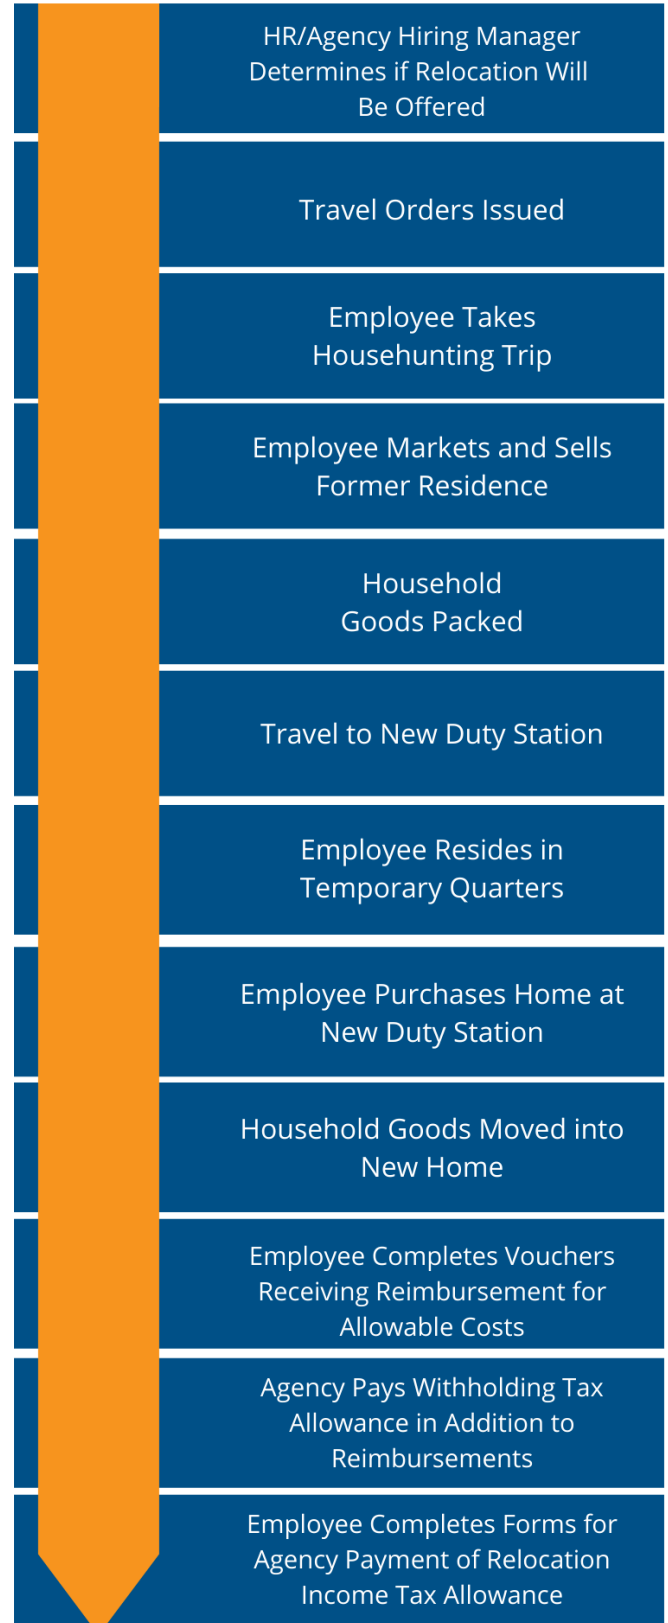 HR/Agency Hiring Manager
Determines if Relocation Will
Be Offered
Travel Orders Issued
Employee Takes
Househunting Trip
Employee Markets and Sells
Former Residence
Household
Goods Packed
Travel to New Duty Station
Employee Resides in
Temporary Quarters
Employee Purchases Home at
New Duty Station
Household Goods Moved into
New Home
Employee Completes Vouchers
Receiving Reimbursement for
Allowable Costs
Agency Pays Withholding Tax
Allowance in Addition to
Reimbursements
Employee Completes Forms for
Agency Payment of Relocation
Income Tax Allowance